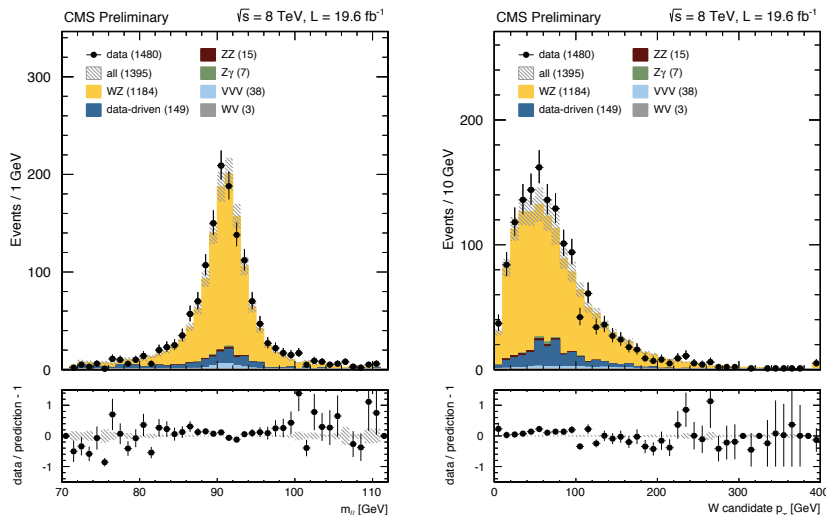 CMS Preliminary
√s = 8 TeV, L = 19.6 fb-1
data (1480)
all (1395)
WZ (1184)
data-driven (149)
ZZ (15)
Zγ (7)
VVV (38)
WV (3)
Events / 1 GeV
300
200
100
0
data / prediction - 1
1
0
-1
70
80
90
100
110
m_ll [GeV]
CMS Preliminary
√s = 8 TeV, L = 19.6 fb-1
data (1480)
all (1395)
WZ (1184)
data-driven (149)
ZZ (15)
Zγ (7)
VVV (38)
WV (3)
Events / 10 GeV
200
100
0
data / prediction - 1
1
0
-1
0
100
200
300
400
W candidate p_T [GeV]